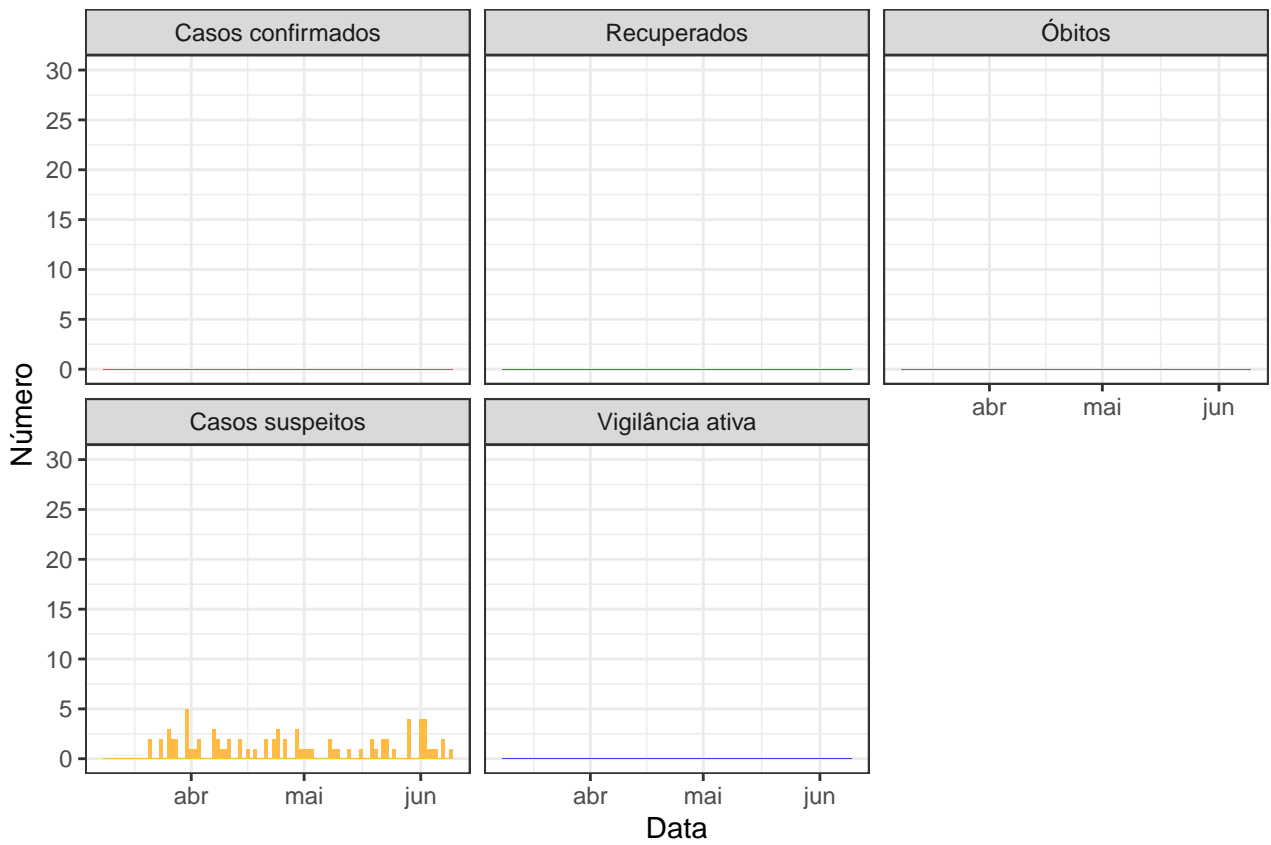 Casos confirmados
Recuperados
Óbitos
30
25
20
15
10
5
0
abr mai jun
Casos suspeitos
Vigilância ativa
30
25
20
15
10
5
0
abr mai jun
abr mai jun
Número
Data